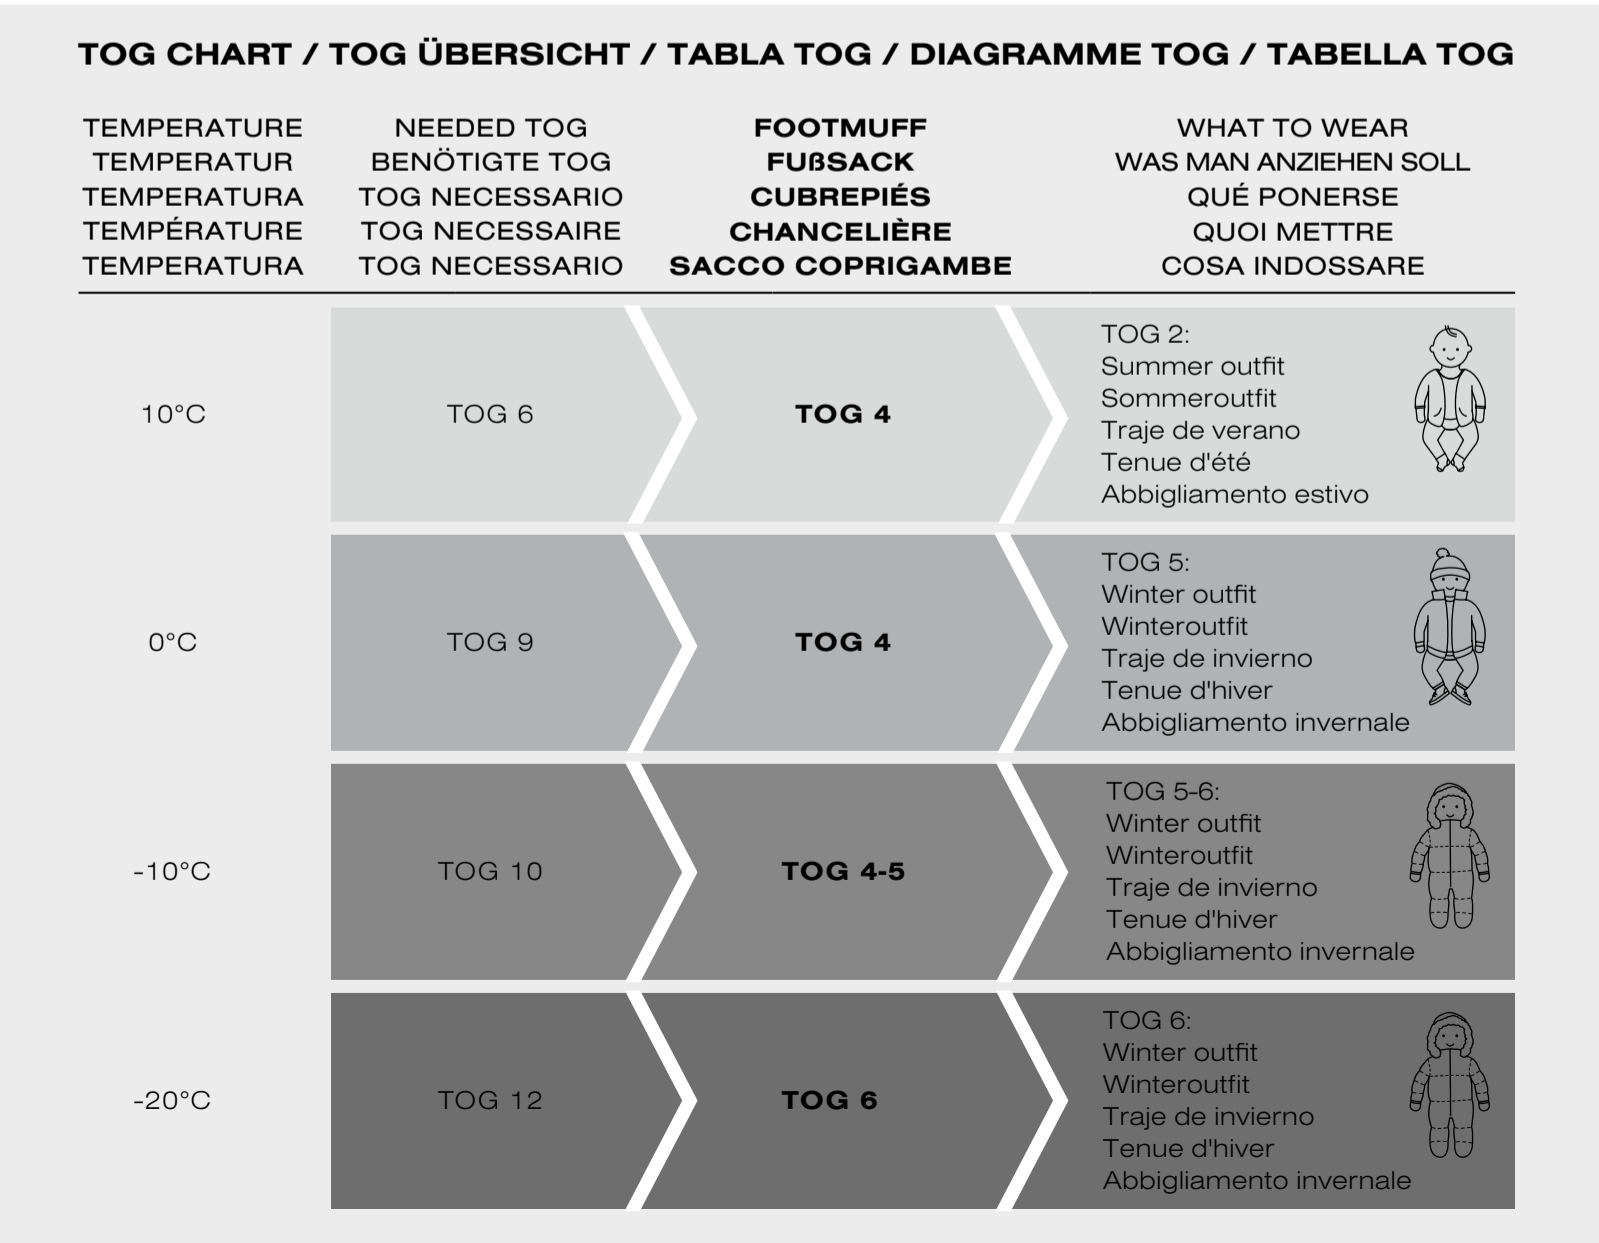 TOG CHART / TOG ÜBERSICHT / TABLA TOG / DIAGRAMME TOG / TABELLA TOG
TEMPERATURE
TEMPERATUR
TEMPERATURA
TEMPÉRATURE
TEMPERATURA
NEEDED TOG
BENÖTIGTE TOG
TOG NECESSARIO
TOG NECESSAIRE
TOG NECESSARIO
FOOTMUFF
FUßSACK
CUBREPIÉS
CHANCELIÈRE
SACCO COPRIGAMBE
WHAT TO WEAR
WAS MAN ANZIEHEN SOLL
QUÉ PONERSE
QUOI METTRE
COSA INDOSSARE
10°C
TOG 6
TOG 4
TOG 2:
Summer outfit
Sommeroutfit
Traje de verano
Tenue d'été
Abbigliamento estivo
0°C
TOG 9
TOG 4
TOG 5:
Winter outfit
Winteroutfit
Traje de invierno
Tenue d'hiver
Abbigliamento invernale
-10°C
TOG 10
TOG 4-5
TOG 5-6:
Winter outfit
Winteroutfit
Traje de invierno
Tenue d'hiver
Abbigliamento invernale
-20°C
TOG 12
TOG 6
TOG 6:
Winter outfit
Winteroutfit
Traje de invierno
Tenue d'hiver
Abbigliamento invernale